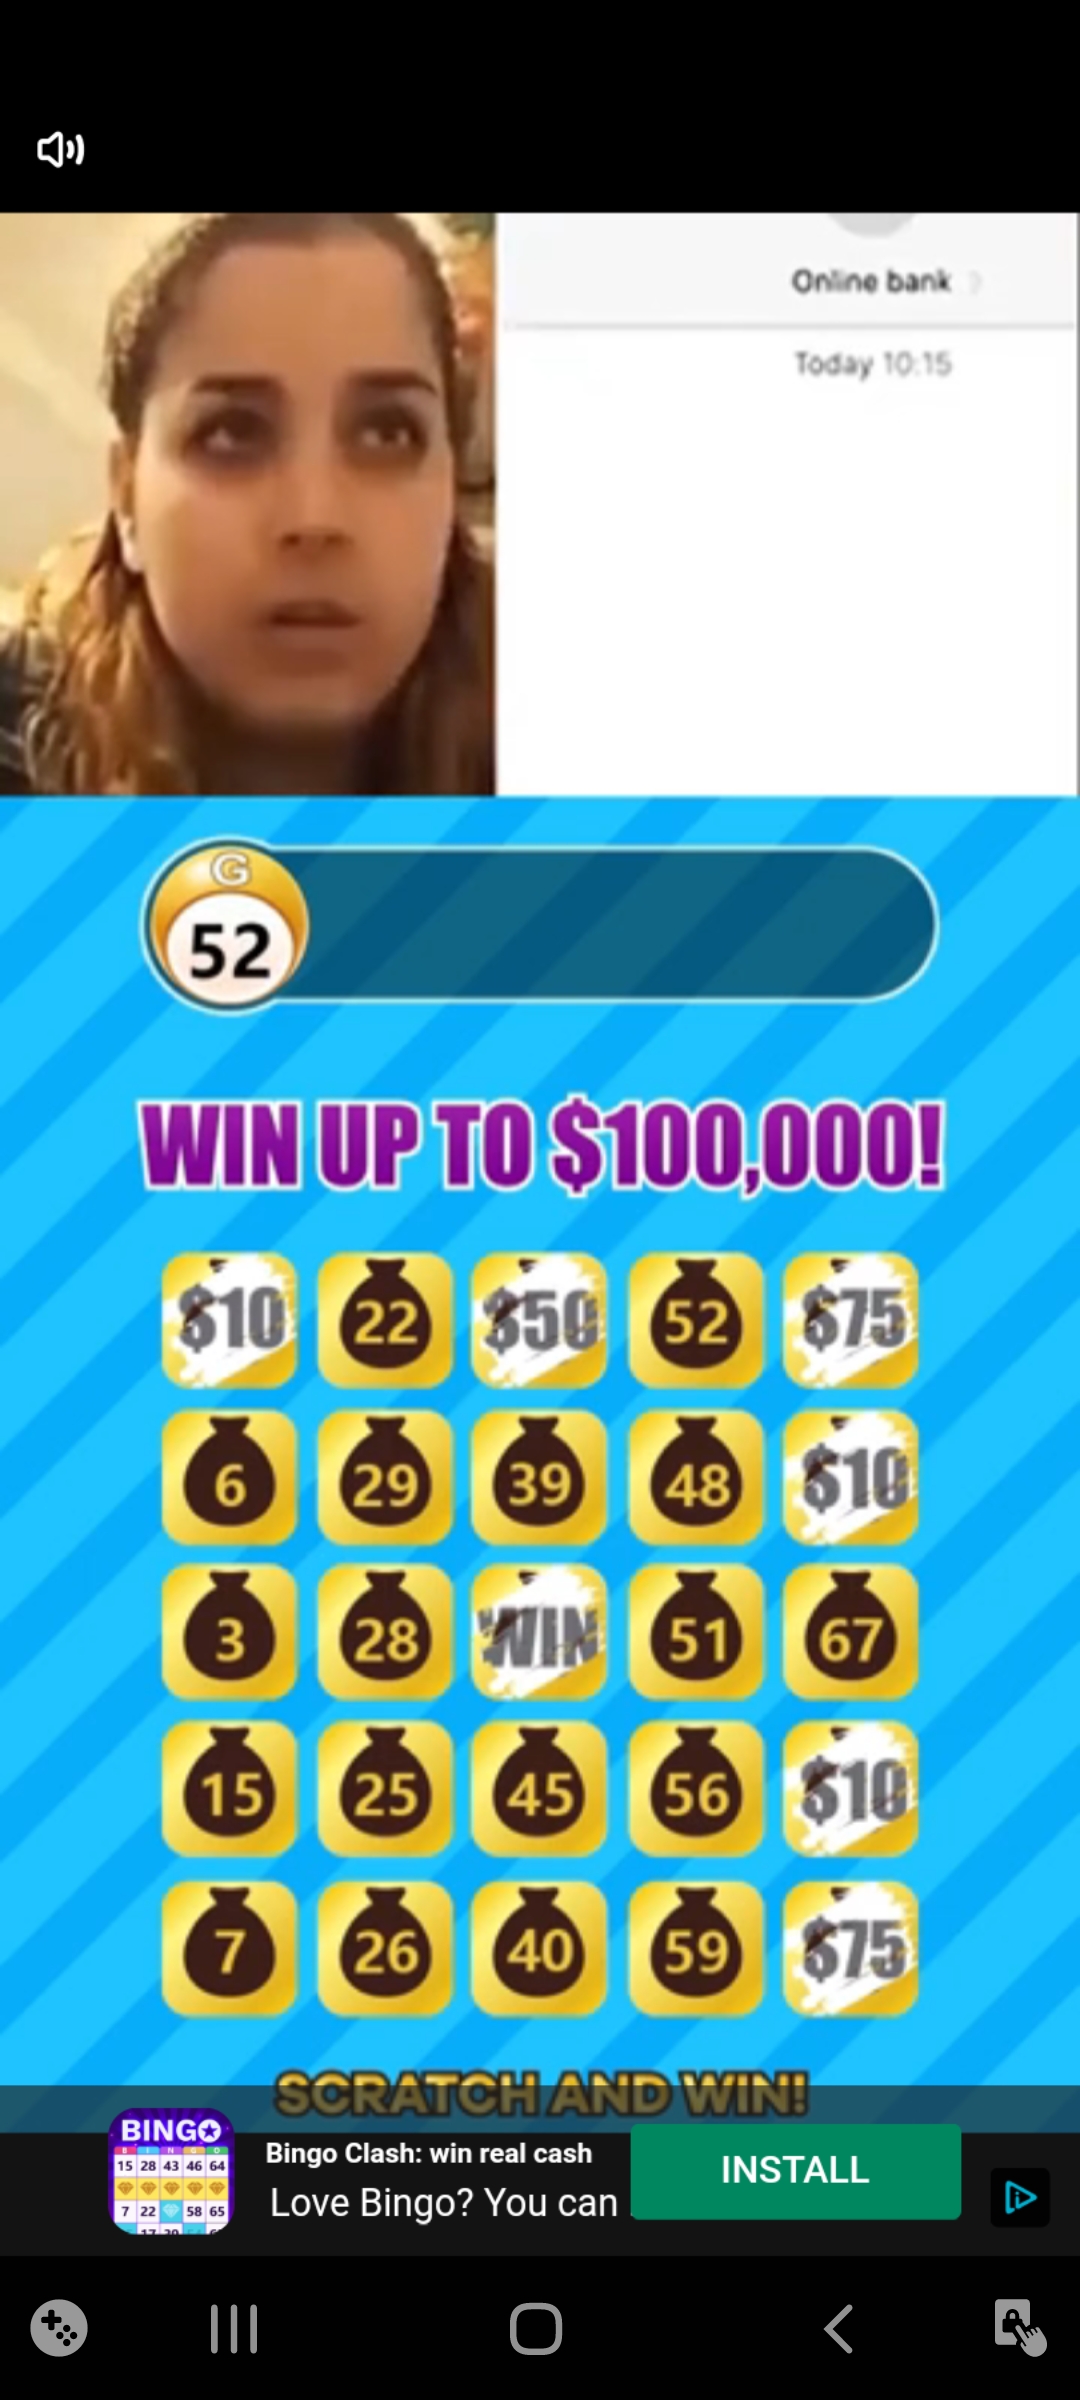 Online bank
Today 10:15
G
52
WIN UP TO $100,000!
$10 22 $50 52 $75
6 29 39 48 $10
3 28 WIN 51 67
15 25 45 56 $10
7 26 40 59 $75
SCRATCH AND WIN!
BINGO
B I N G O
15 28 43 46 64
7 22 58 65
Bingo Clash: win real cash
Love Bingo? You can
INSTALL